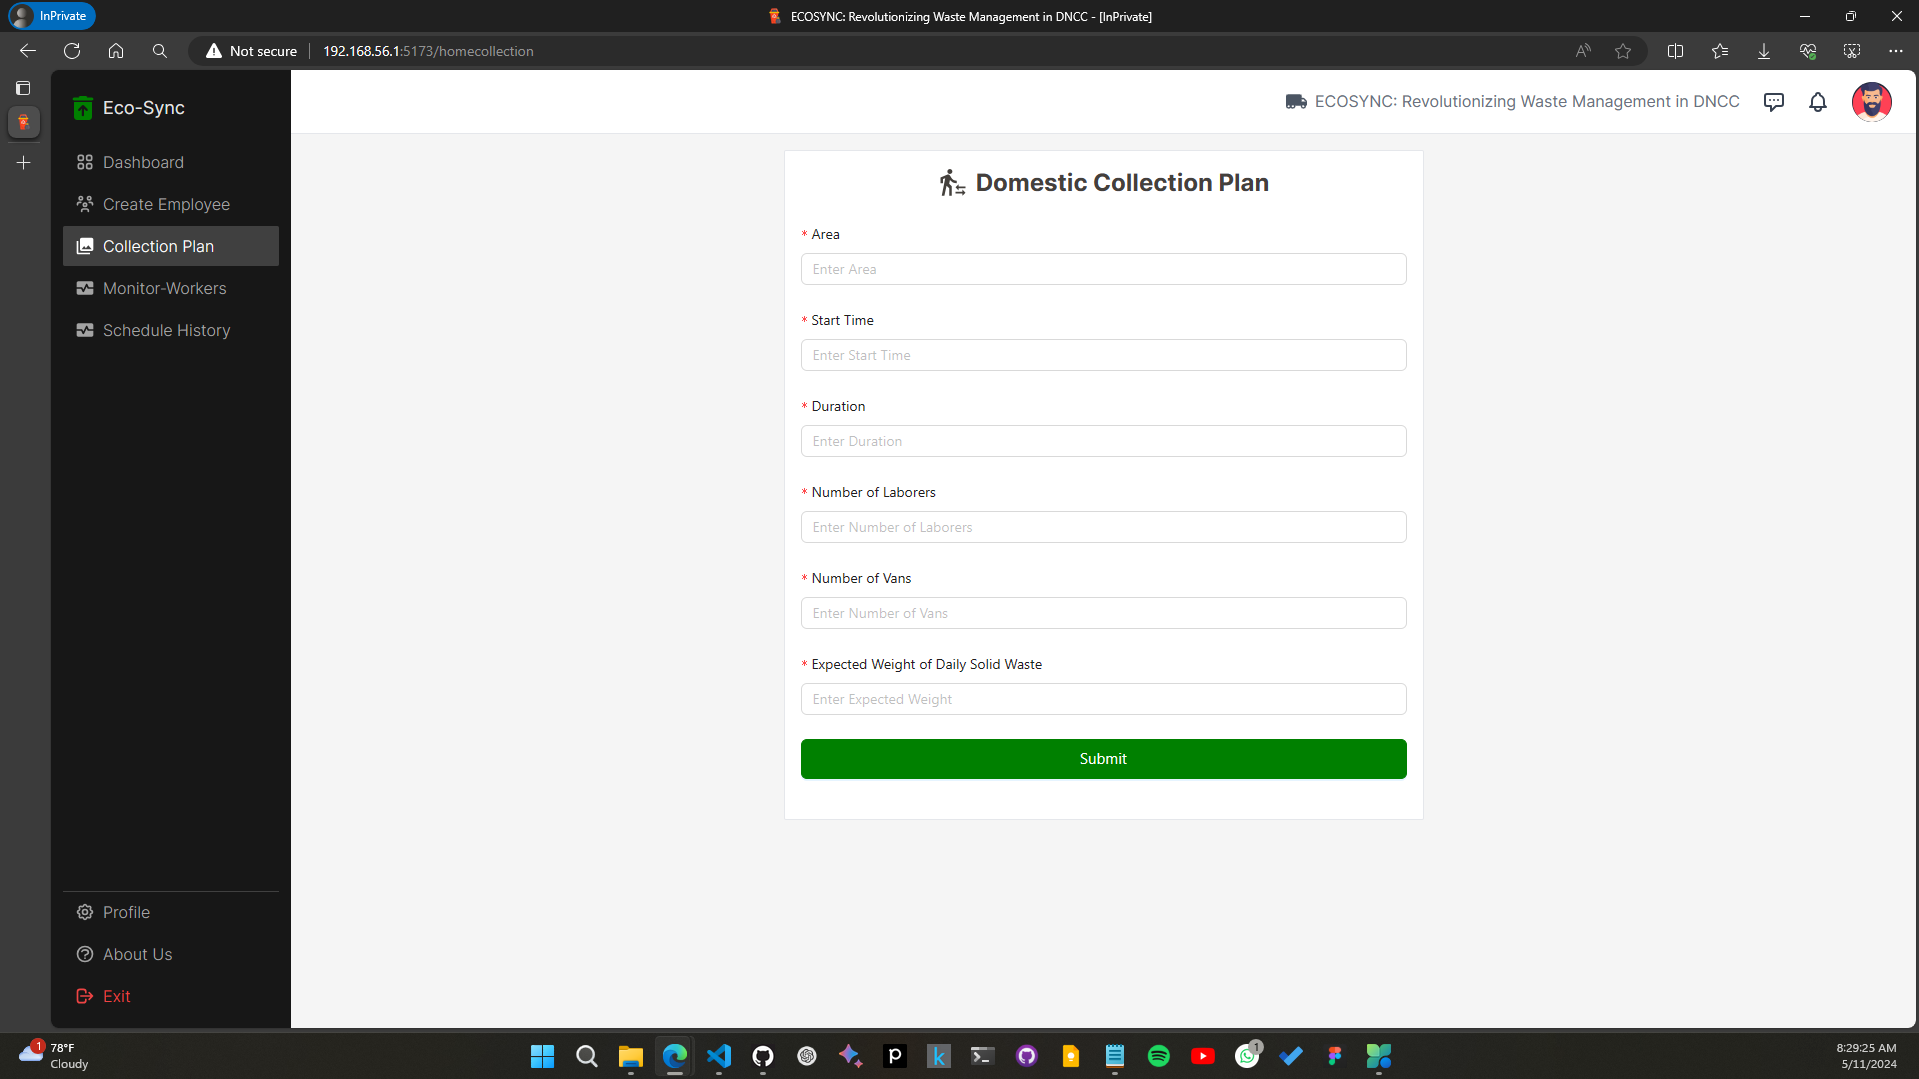 InPrivate
ECOSYNC: Revolutionizing Waste Management in DNCC - [InPrivate]
Not secure
192.168.56.1:5173/homecollection
Eco-Sync
ECOSYNC: Revolutionizing Waste Management in DNCC
Dashboard
Create Employee
Collection Plan
Monitor-Workers
Schedule History
Domestic Collection Plan
* Area
Enter Area
* Start Time
Enter Start Time
* Duration
Enter Duration
* Number of Laborers
Enter Number of Laborers
* Number of Vans
Enter Number of Vans
* Expected Weight of Daily Solid Waste
Enter Expected Weight
Submit
Profile
About Us
Exit
1
78°F
Cloudy
p
k
1
8:29:25 AM
5/11/2024